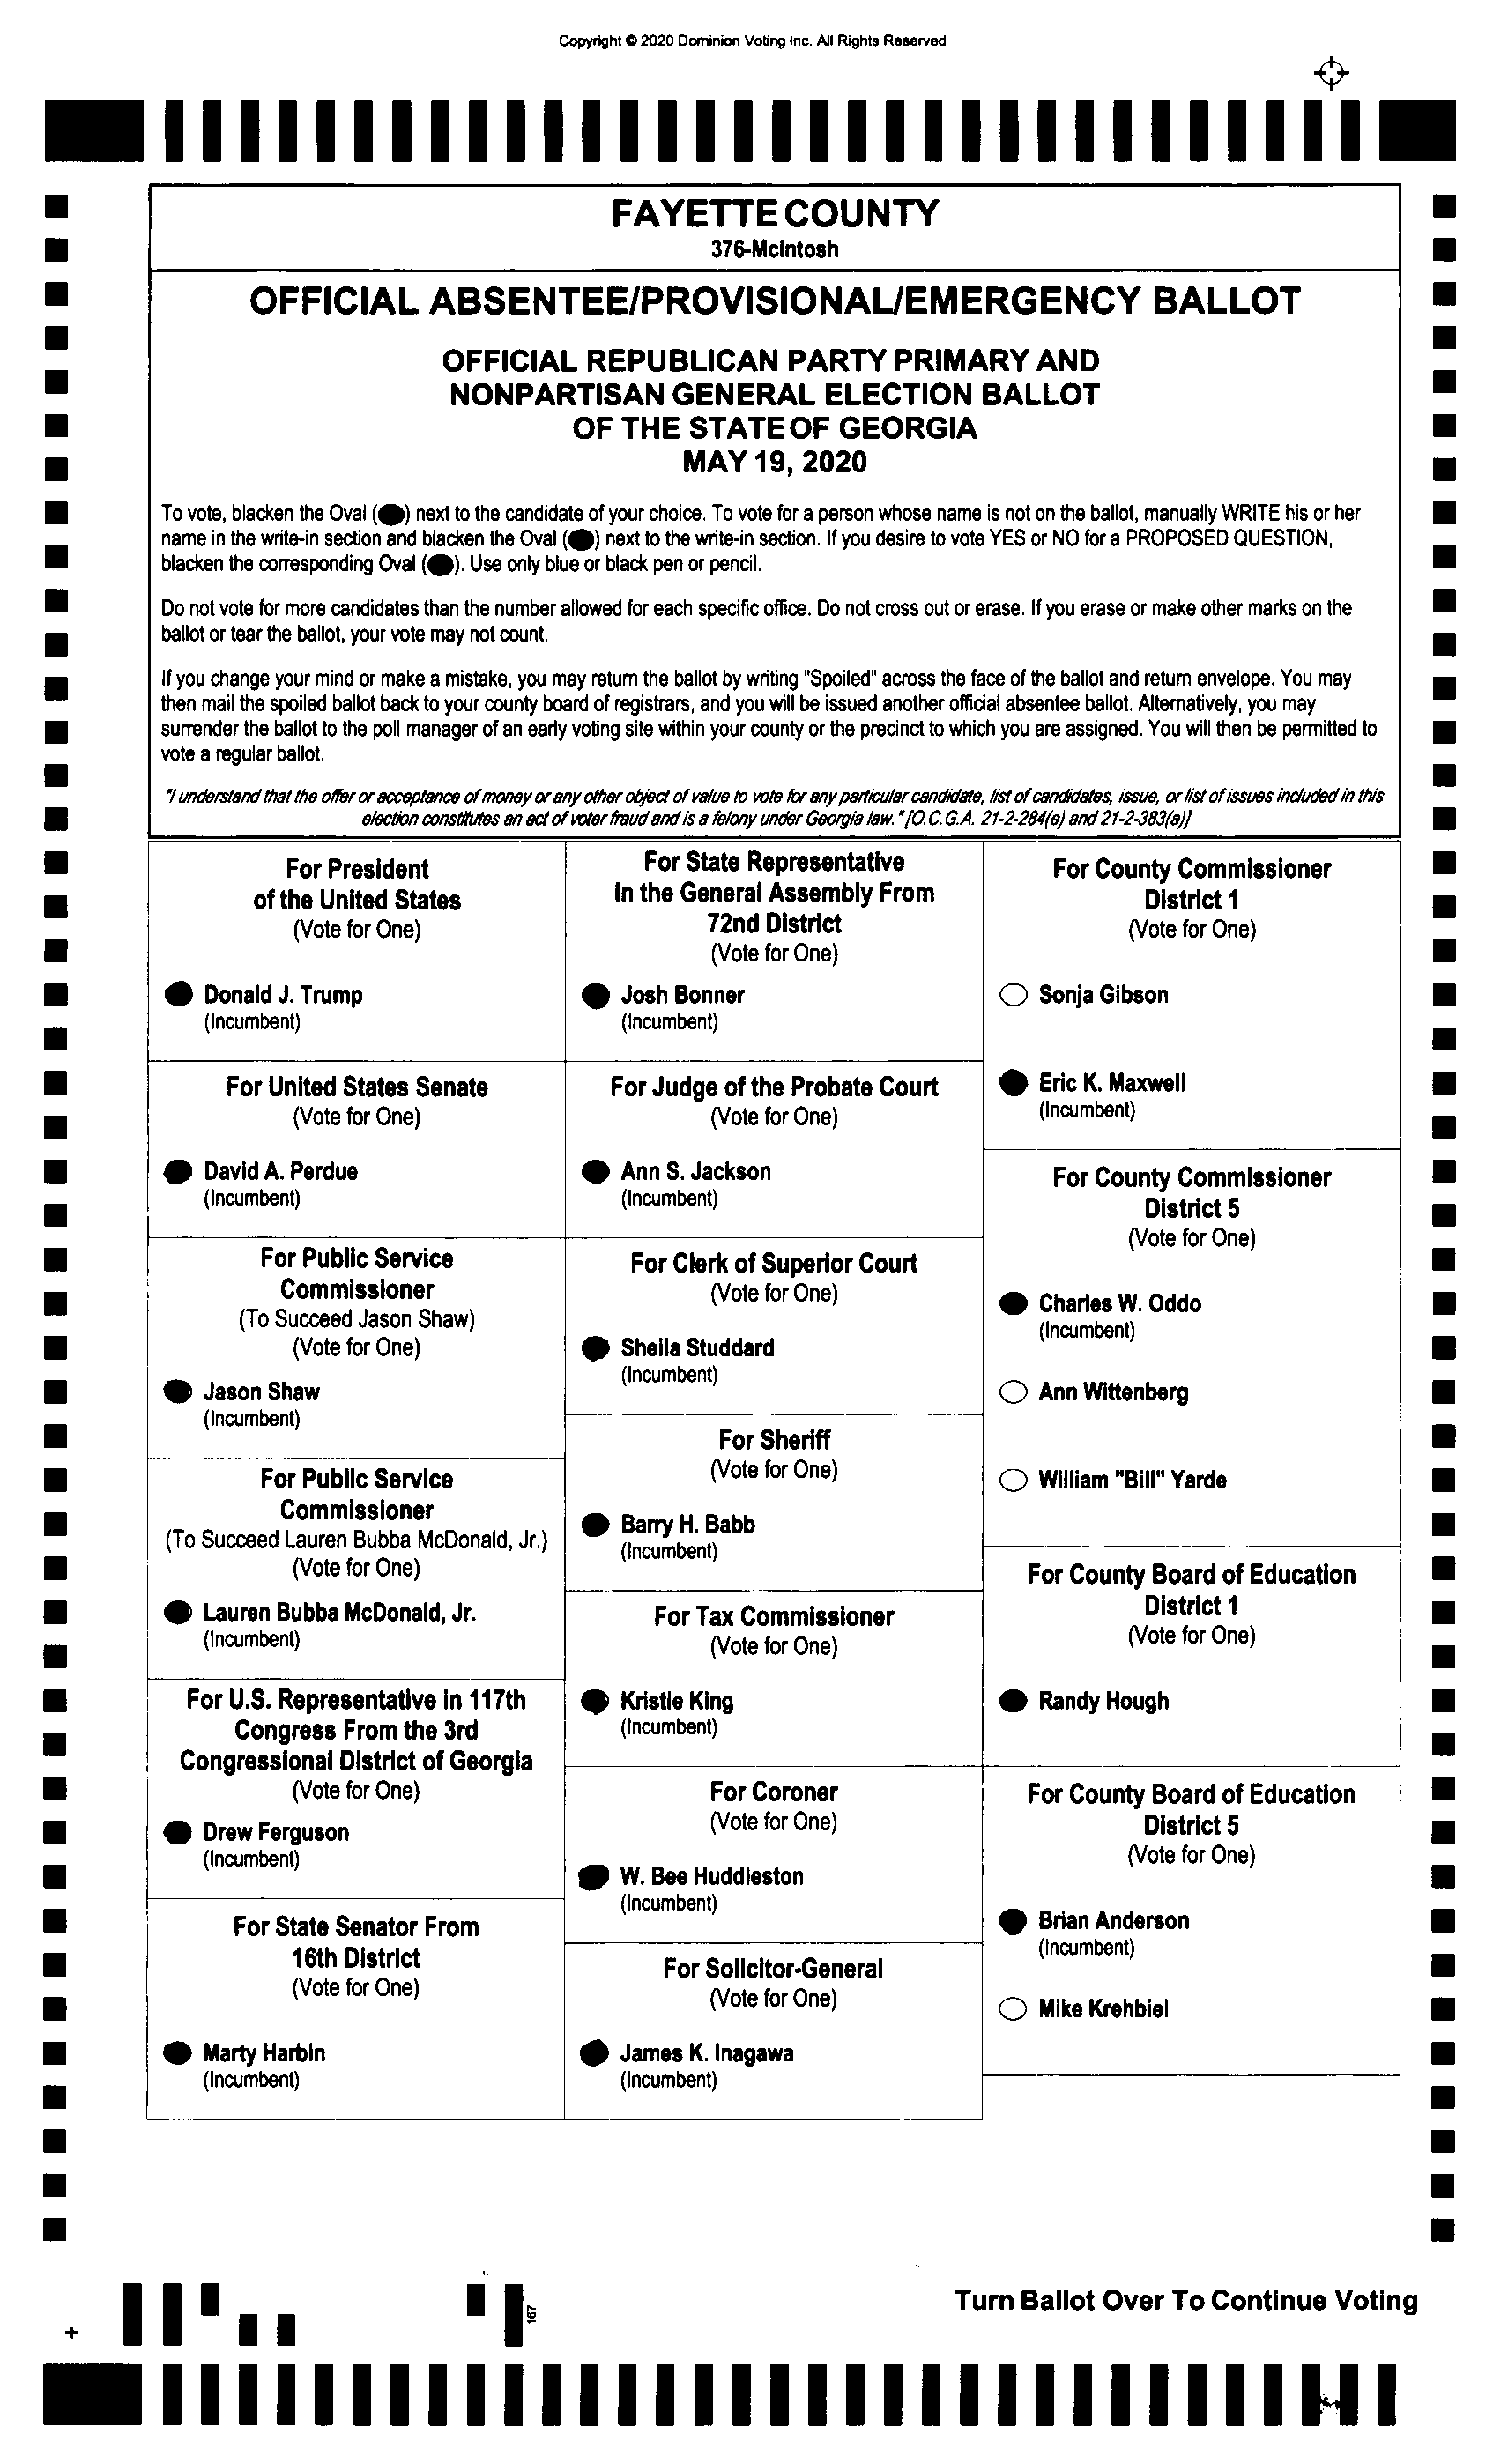 Copyright © 2020 Dominion Voting Inc. All Rights Reserved
FAYETTE COUNTY
376-McIntosh
OFFICIAL ABSENTEE/PROVISIONAL/EMERGENCY BALLOT
OFFICIAL REPUBLICAN PARTY PRIMARY AND
NONPARTISAN GENERAL ELECTION BALLOT
OF THE STATE OF GEORGIA
MAY 19, 2020
To vote, blacken the Oval (●) next to the candidate of your choice. To vote for a person whose name is not on the ballot, manually WRITE his or her
name in the write-in section and blacken the Oval (●) next to the write-in section. If you desire to vote YES or NO for a PROPOSED QUESTION,
blacken the corresponding Oval (●). Use only blue or black pen or pencil.
Do not vote for more candidates than the number allowed for each specific office. Do not cross out or erase. If you erase or make other marks on the
ballot or tear the ballot, your vote may not count.
If you change your mind or make a mistake, you may return the ballot by writing "Spoiled" across the face of the ballot and return envelope. You may
then mail the spoiled ballot back to your county board of registrars, and you will be issued another official absentee ballot. Alternatively, you may
surrender the ballot to the poll manager of an early voting site within your county or the precinct to which you are assigned. You will then be permitted to
vote a regular ballot.
"I understand that the offer or acceptance of money or any other object of value to vote for any particular candidate, list of candidates, issue, or list of issues included in this
election constitutes an act of voter fraud and is a felony under Georgia law." [O.C.G.A. 21-2-284(e) and 21-2-383(a)]
For President
of the United States
(Vote for One)
Donald J. Trump
(Incumbent)
For United States Senate
(Vote for One)
David A. Perdue
(Incumbent)
For Public Service
Commissioner
(To Succeed Jason Shaw)
(Vote for One)
Jason Shaw
(Incumbent)
For Public Service
Commissioner
(To Succeed Lauren Bubba McDonald, Jr.)
(Vote for One)
Lauren Bubba McDonald, Jr.
(Incumbent)
For U.S. Representative in 117th
Congress From the 3rd
Congressional District of Georgia
(Vote for One)
Drew Ferguson
(Incumbent)
For State Senator From
16th District
(Vote for One)
Marty Harbin
(Incumbent)
For State Representative
In the General Assembly From
72nd District
(Vote for One)
Josh Bonner
(Incumbent)
For Judge of the Probate Court
(Vote for One)
Ann S. Jackson
(Incumbent)
For Clerk of Superior Court
(Vote for One)
Sheila Studdard
(Incumbent)
For Sheriff
(Vote for One)
Barry H. Babb
(Incumbent)
For Tax Commissioner
(Vote for One)
Kristie King
(Incumbent)
For Coroner
(Vote for One)
W. Bee Huddleston
(Incumbent)
For Solicitor-General
(Vote for One)
James K. Inagawa
(Incumbent)
For County Commissioner
District 1
(Vote for One)
Sonja Gibson
Eric K. Maxwell
(Incumbent)
For County Commissioner
District 5
(Vote for One)
Charles W. Oddo
(Incumbent)
Ann Wittenberg
William "Bill" Yarde
For County Board of Education
District 1
(Vote for One)
Randy Hough
For County Board of Education
District 5
(Vote for One)
Brian Anderson
(Incumbent)
Mike Krehbiel
167
Turn Ballot Over To Continue Voting